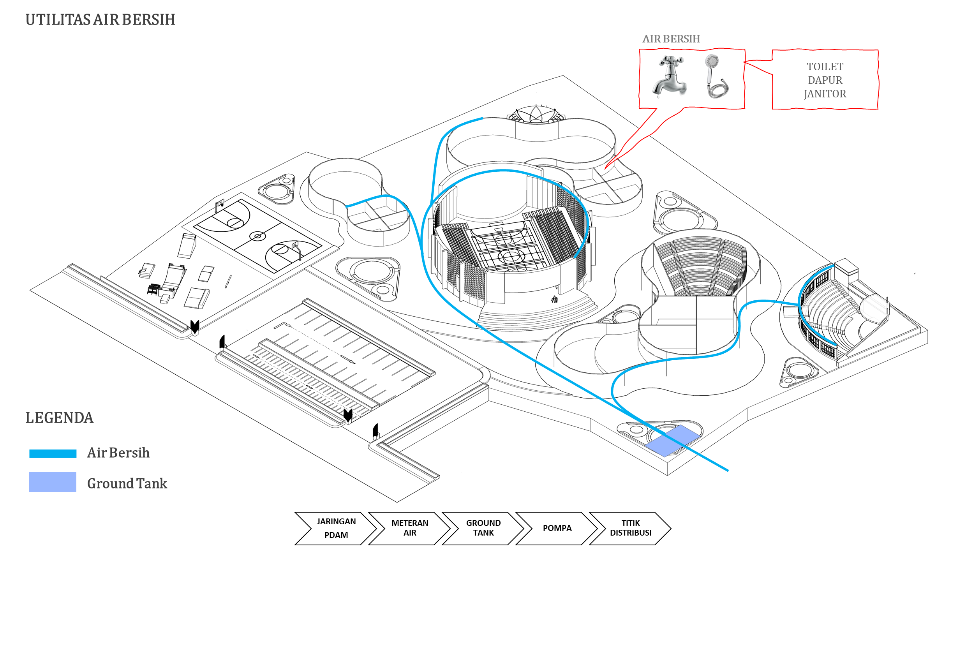 UTILITAS AIR BERSIH
AIR BERSIH
TOILET
DAPUR
JANITOR
LEGENDA
Air Bersih
Ground Tank
JARINGAN
PDAM
METERAN
AIR
GROUND
TANK
POMPA
TITIK
DISTRIBUSI